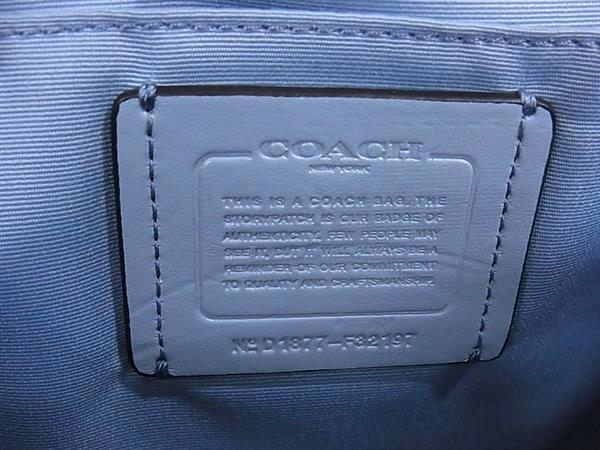 COACH
NEW YORK
THIS IS A COACH BAG. THE
STORYPATCH IS OUR BADGE OF
AUTHENTICITY. FEW PEOPLE MAY
SEE IT, BUT IT WILL ALWAYS BE A
REMINDER, OF OUR COMMITMENT
TO QUALITY AND CRAFTSMANSHIP.
No D1877-F32197